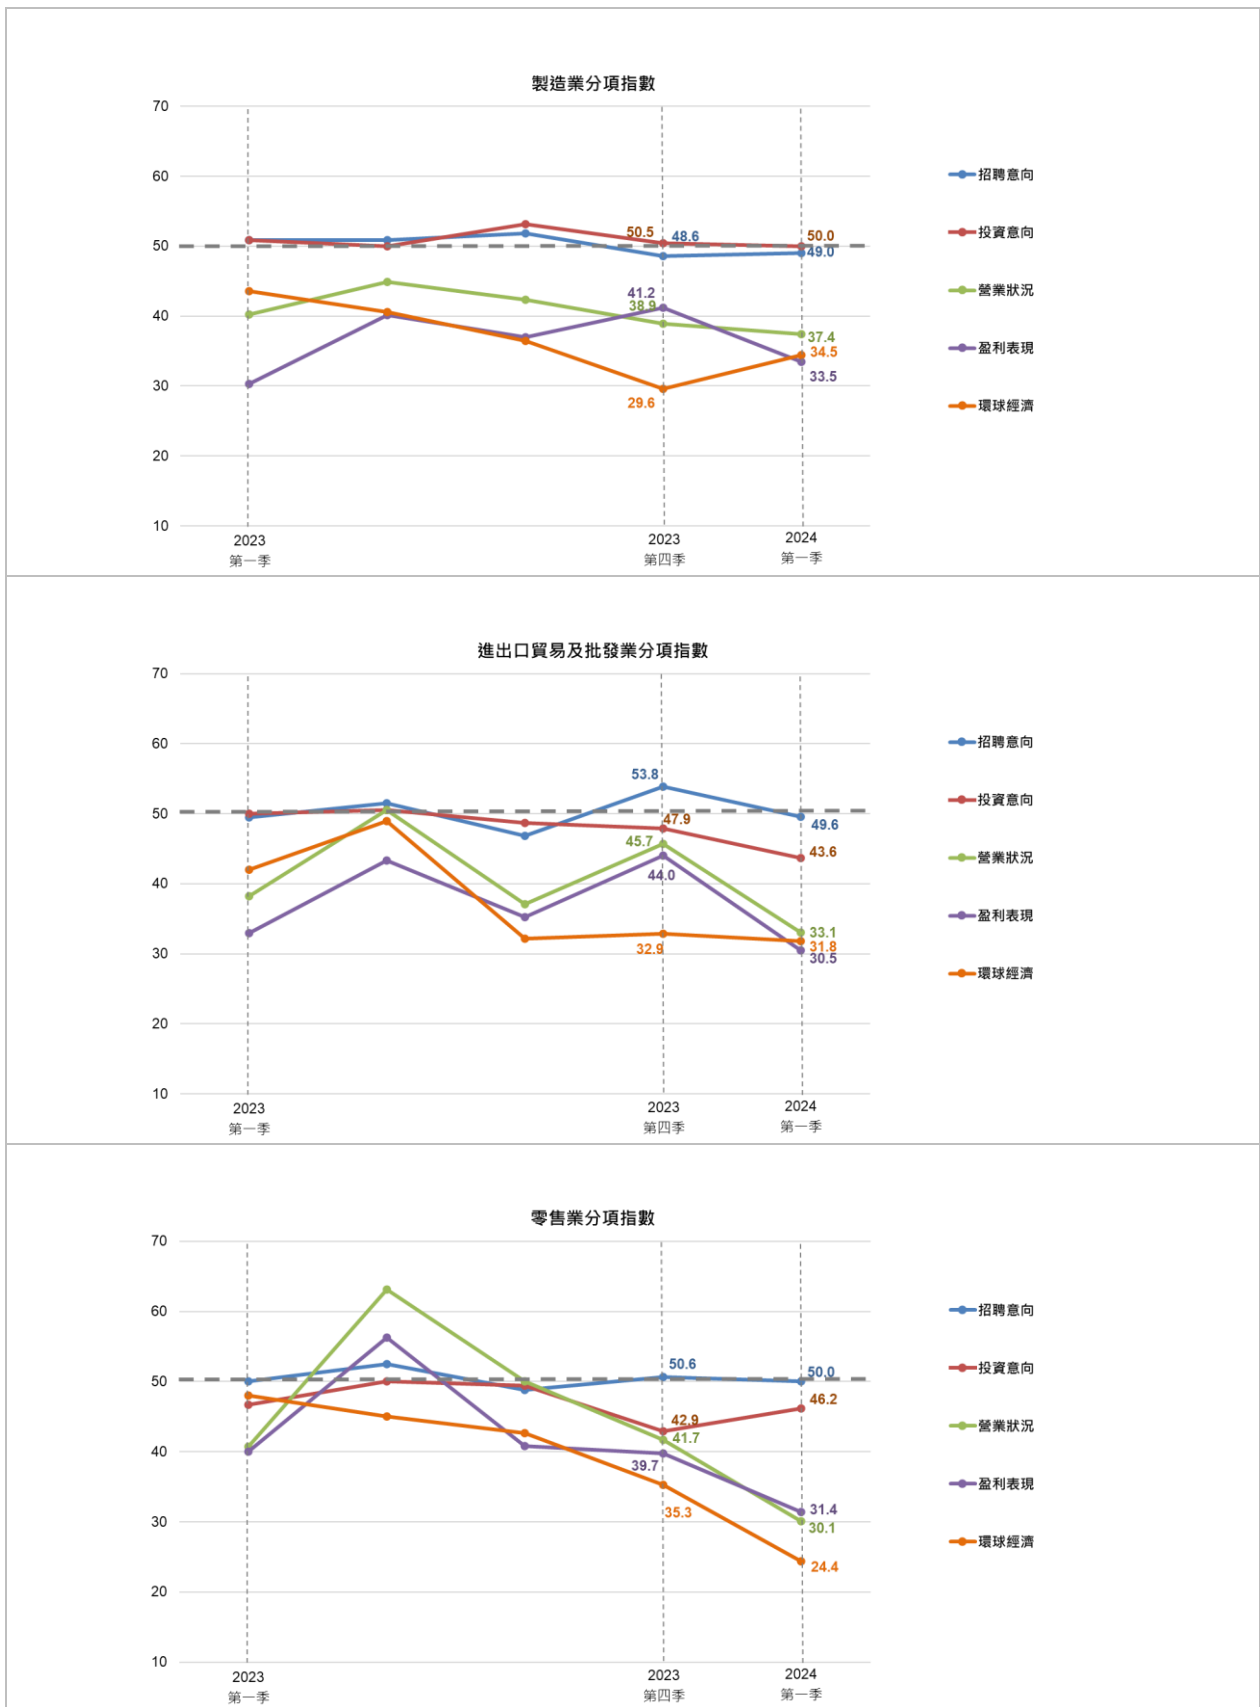 製造業分項指數
70
60
50
40
30
20
10
50.5
48.6
50.0
49.0
41.2
38.9
37.4
34.5
33.5
29.6
2023
第一季
2023
第四季
2024
第一季
招聘意向
投資意向
營業狀況
盈利表現
環球經濟
進出口貿易及批發業分項指數
70
60
50
40
30
20
10
53.8
49.6
47.9
43.6
45.7
44.0
33.1
31.8
30.5
32.9
2023
第一季
2023
第四季
2024
第一季
招聘意向
投資意向
營業狀況
盈利表現
環球經濟
零售業分項指數
70
60
50
40
30
20
10
50.6
50.0
46.2
42.9
41.7
39.7
35.3
31.4
30.1
24.4
2023
第一季
2023
第四季
2024
第一季
招聘意向
投資意向
營業狀況
盈利表現
環球經濟